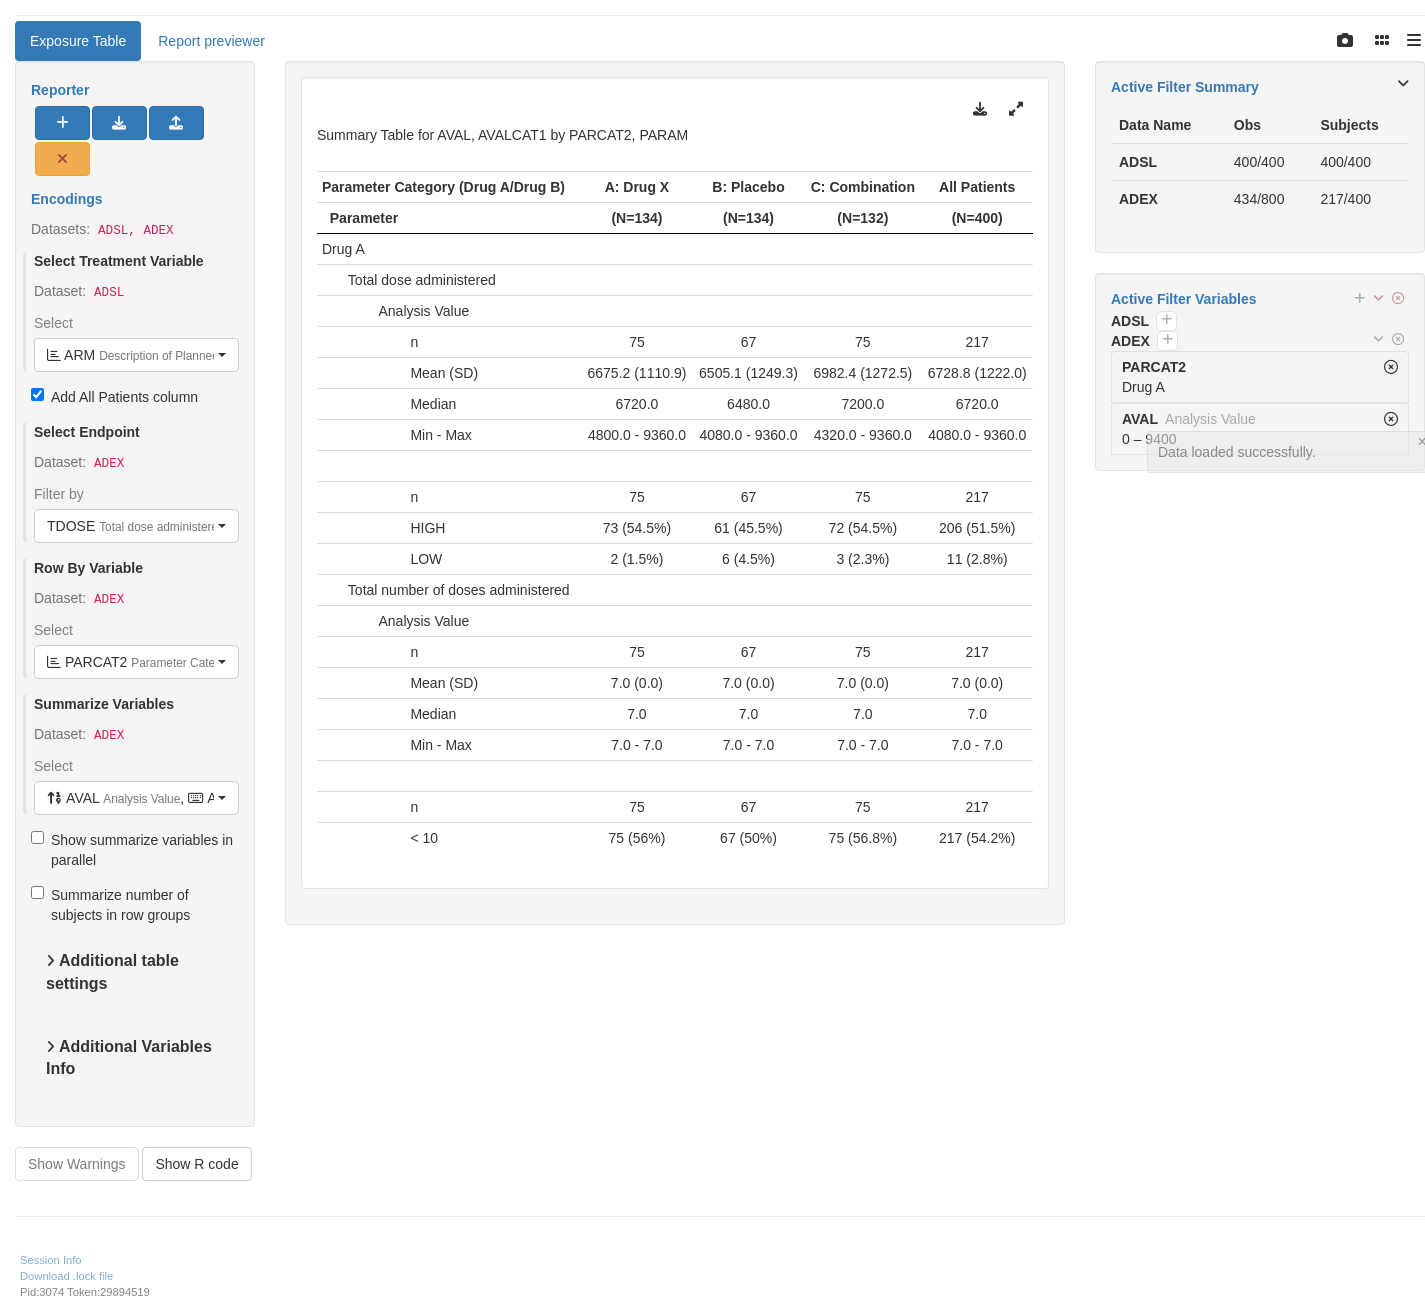 Exposure Table
Report previewer
Reporter
Encodings
Datasets: ADSL, ADEX
Select Treatment Variable
Dataset: ADSL
Select
ARM Description of Planned
Add All Patients column
Select Endpoint
Dataset: ADEX
Filter by
TDOSE Total dose administere
Row By Variable
Dataset: ADEX
Select
PARCAT2 Parameter Cate
Summarize Variables
Dataset: ADEX
Select
AVAL Analysis Value, A
Show summarize variables in
parallel
Summarize number of
subjects in row groups
Additional table
settings
Additional Variables
Info
Show Warnings
Show R code
Summary Table for AVAL, AVALCAT1 by PARCAT2, PARAM
Parameter Category (Drug A/Drug B) A: Drug X B: Placebo C: Combination All Patients
Parameter (N=134) (N=134) (N=132) (N=400)
Drug A
Total dose administered
Analysis Value
n 75 67 75 217
Mean (SD) 6675.2 (1110.9) 6505.1 (1249.3) 6982.4 (1272.5) 6728.8 (1222.0)
Median 6720.0 6480.0 7200.0 6720.0
Min - Max 4800.0 - 9360.0 4080.0 - 9360.0 4320.0 - 9360.0 4080.0 - 9360.0
n 75 67 75 217
HIGH 73 (54.5%) 61 (45.5%) 72 (54.5%) 206 (51.5%)
LOW 2 (1.5%) 6 (4.5%) 3 (2.3%) 11 (2.8%)
Total number of doses administered
Analysis Value
n 75 67 75 217
Mean (SD) 7.0 (0.0) 7.0 (0.0) 7.0 (0.0) 7.0 (0.0)
Median 7.0 7.0 7.0 7.0
Min - Max 7.0 - 7.0 7.0 - 7.0 7.0 - 7.0 7.0 - 7.0
n 75 67 75 217
< 10 75 (56%) 67 (50%) 75 (56.8%) 217 (54.2%)
Active Filter Summary
Data Name Obs Subjects
ADSL 400/400 400/400
ADEX 434/800 217/400
Active Filter Variables
ADSL
ADEX
PARCAT2
Drug A
AVAL Analysis Value
0 – 9400
Data loaded successfully.
Session Info
Download .lock file
Pid:3074 Token:29894519